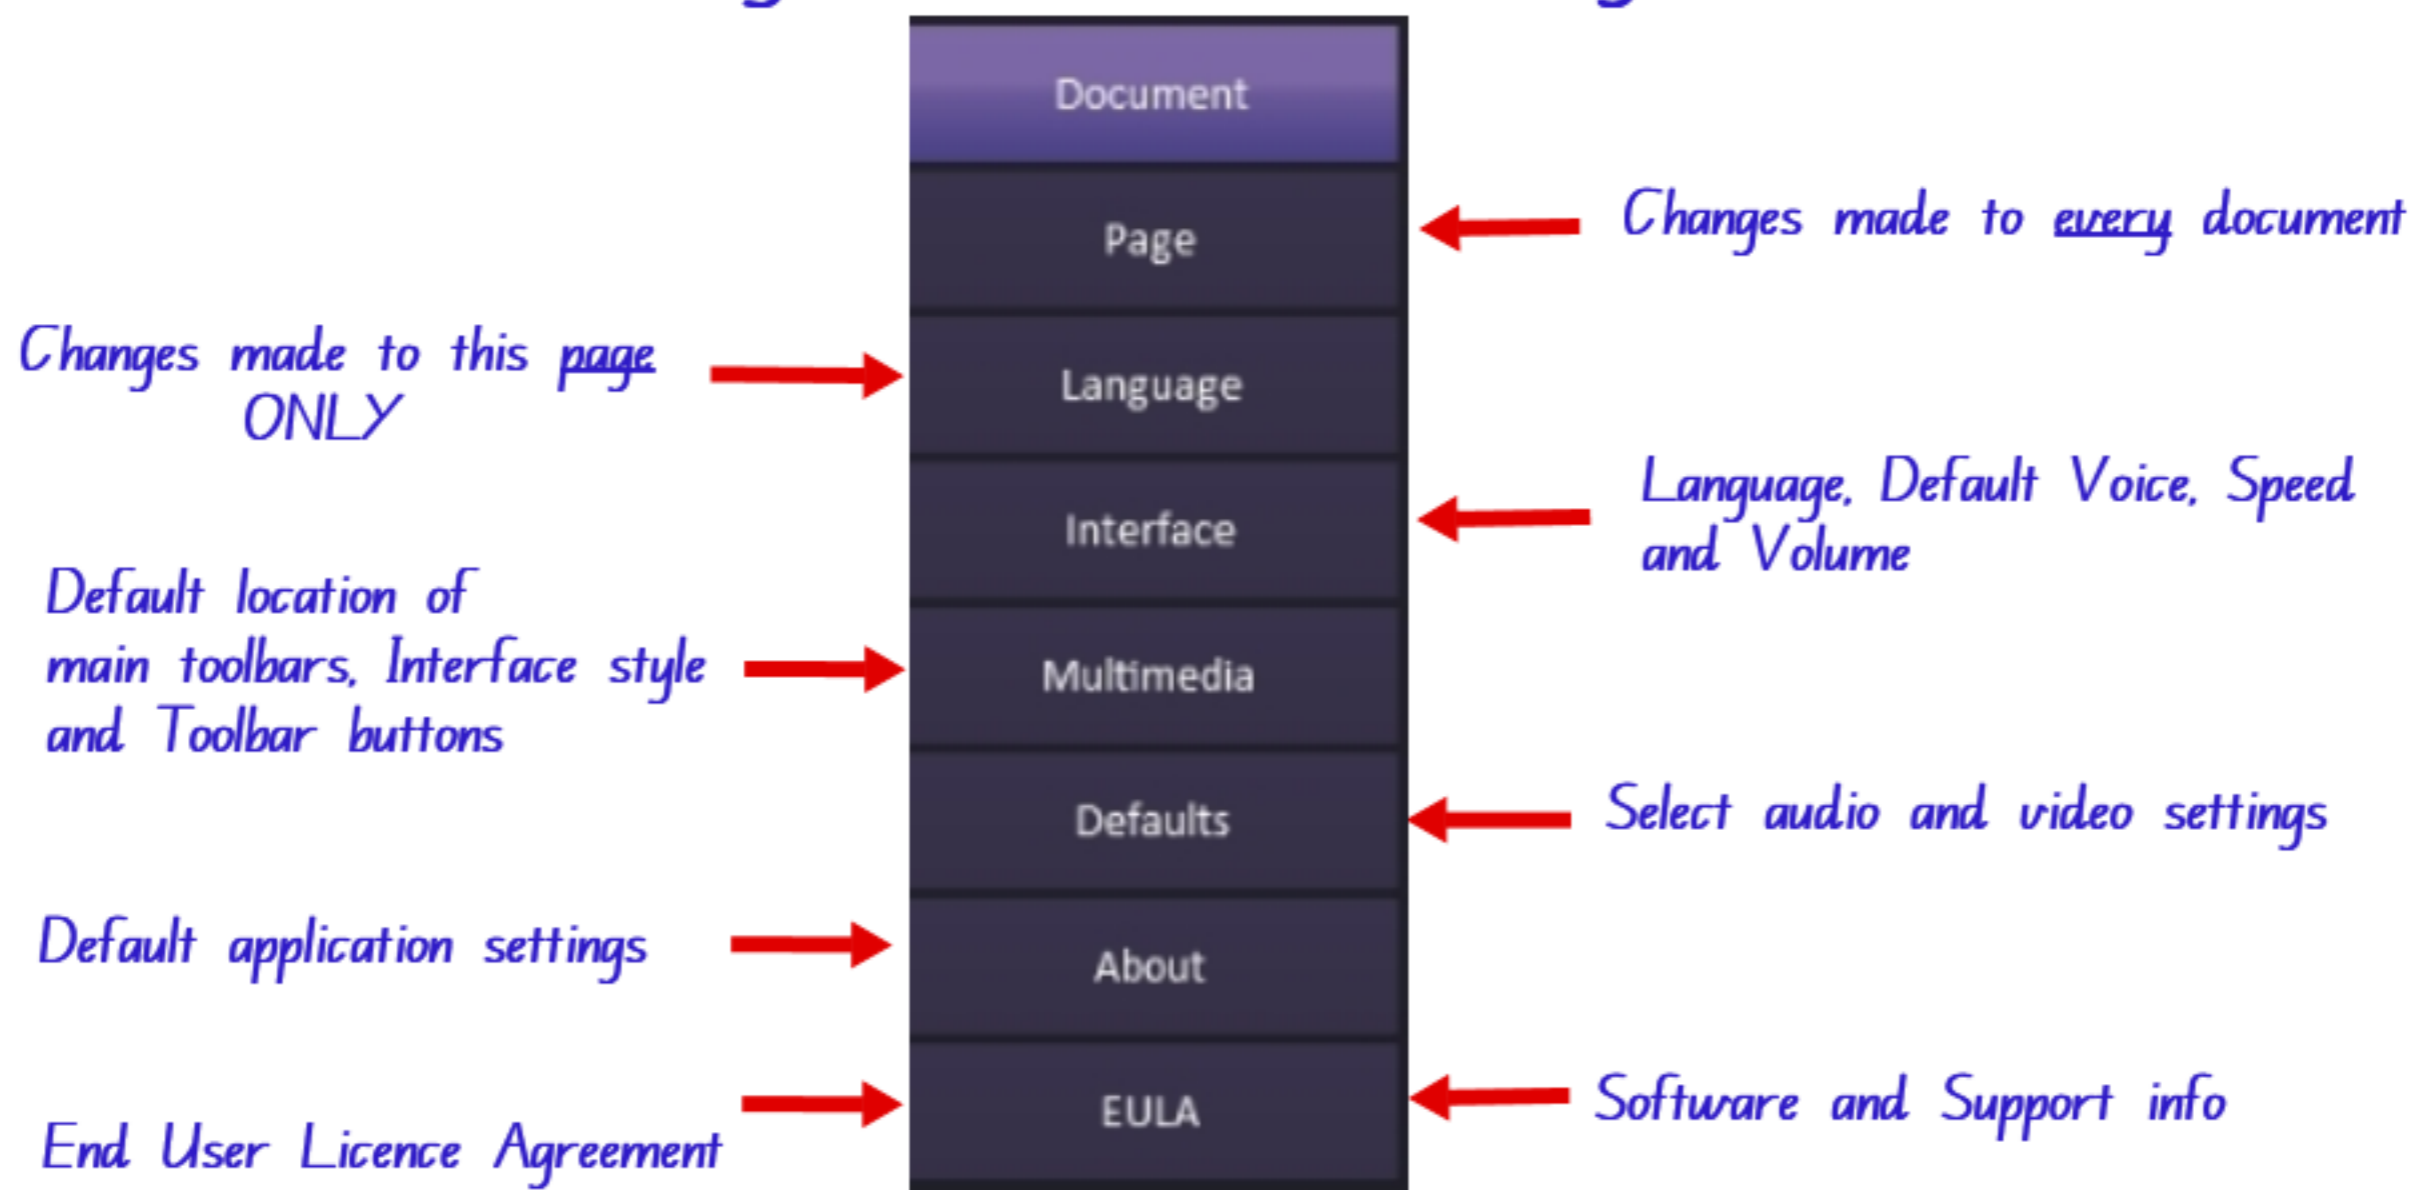 Document
Page
Changes made to every document
Changes made to this page
ONLY
Language
Language, Default Voice, Speed
and Volume
Interface
Default location of
main toolbars, Interface style
and Toolbar buttons
Multimedia
Defaults
Select audio and video settings
Default application settings
About
EULA
Software and Support info
End User Licence Agreement